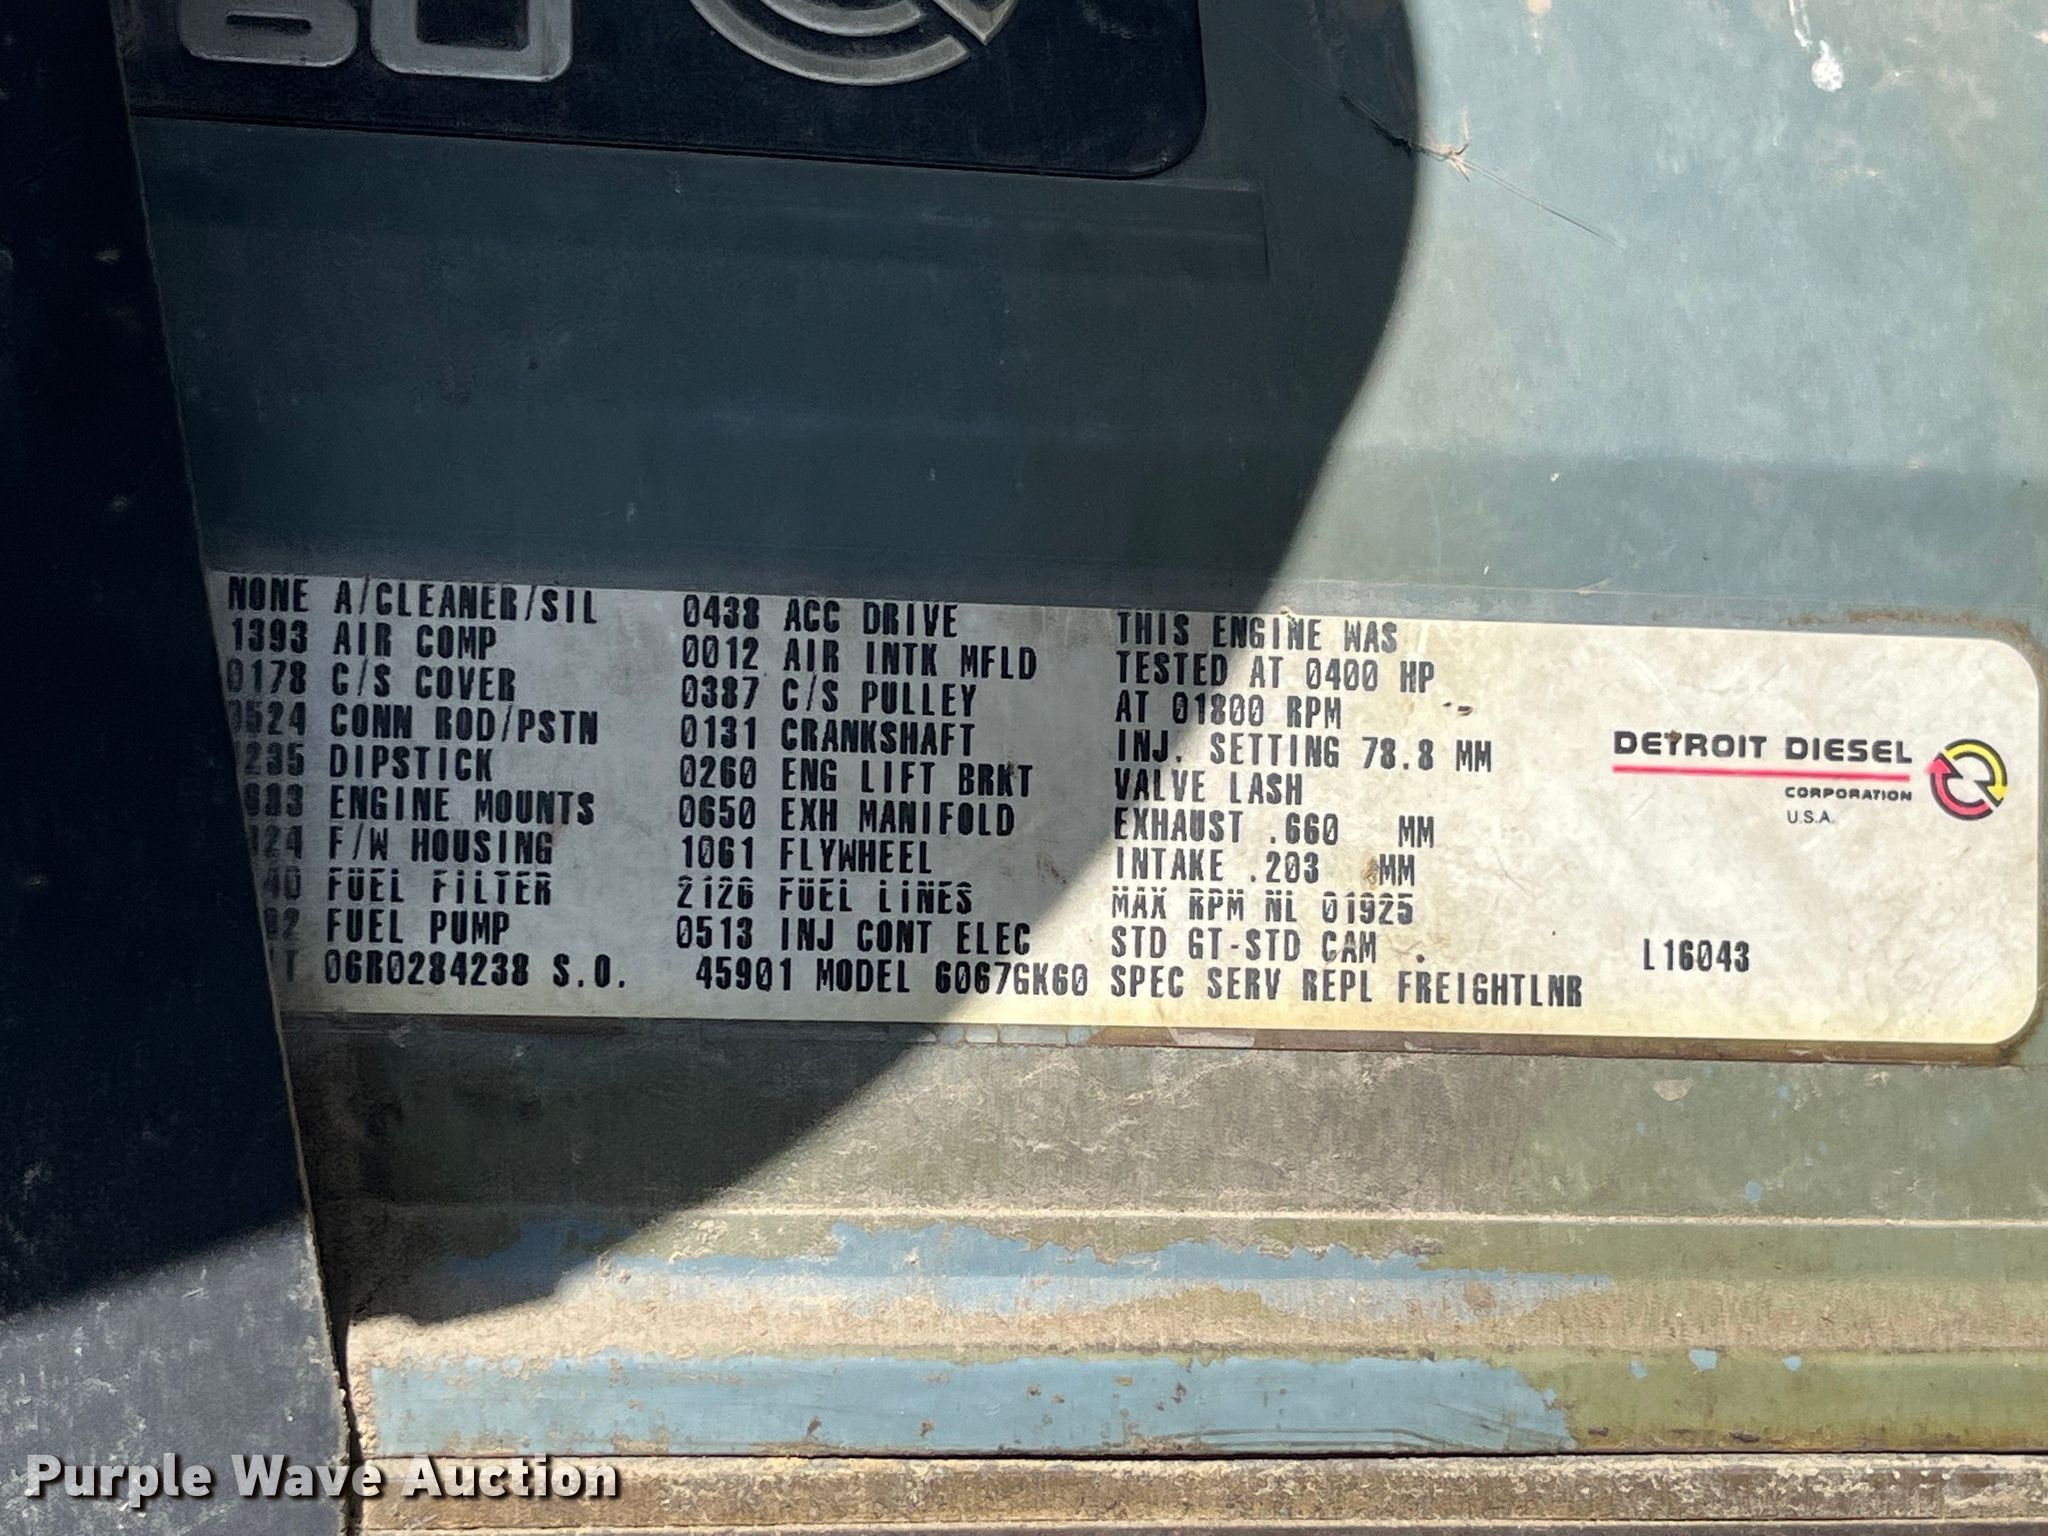 60
NONE A/CLEANER/SIL 0438 ACC DRIVE THIS ENGINE WAS
1393 AIR COMP 0012 AIR INTK MFLD TESTED AT 0400 HP
0178 C/S COVER 0387 C/S PULLEY AT 01800 RPM
0524 CONN ROD/PSTN 0131 CRANKSHAFT INJ. SETTING 78.8 MM
235 DIPSTICK 0260 ENG LIFT BRKT VALVE LASH
ENGINE MOUNTS 0650 EXH MANIFOLD EXHAUST .660 MM
F/W HOUSING 1061 FLYWHEEL INTAKE .203 MM
FUEL FILTER 2126 FUEL LINES MAX RPM NL 01925
FUEL PUMP 0513 INJ CONT ELEC STD GT-STD CAM .
06R0284238 S.O. 45901 MODEL 6067GK60 SPEC SERV REPL FREIGHTLNR
DETROIT DIESEL
CORPORATION
U.S.A.
L16043
Purple Wave Auction